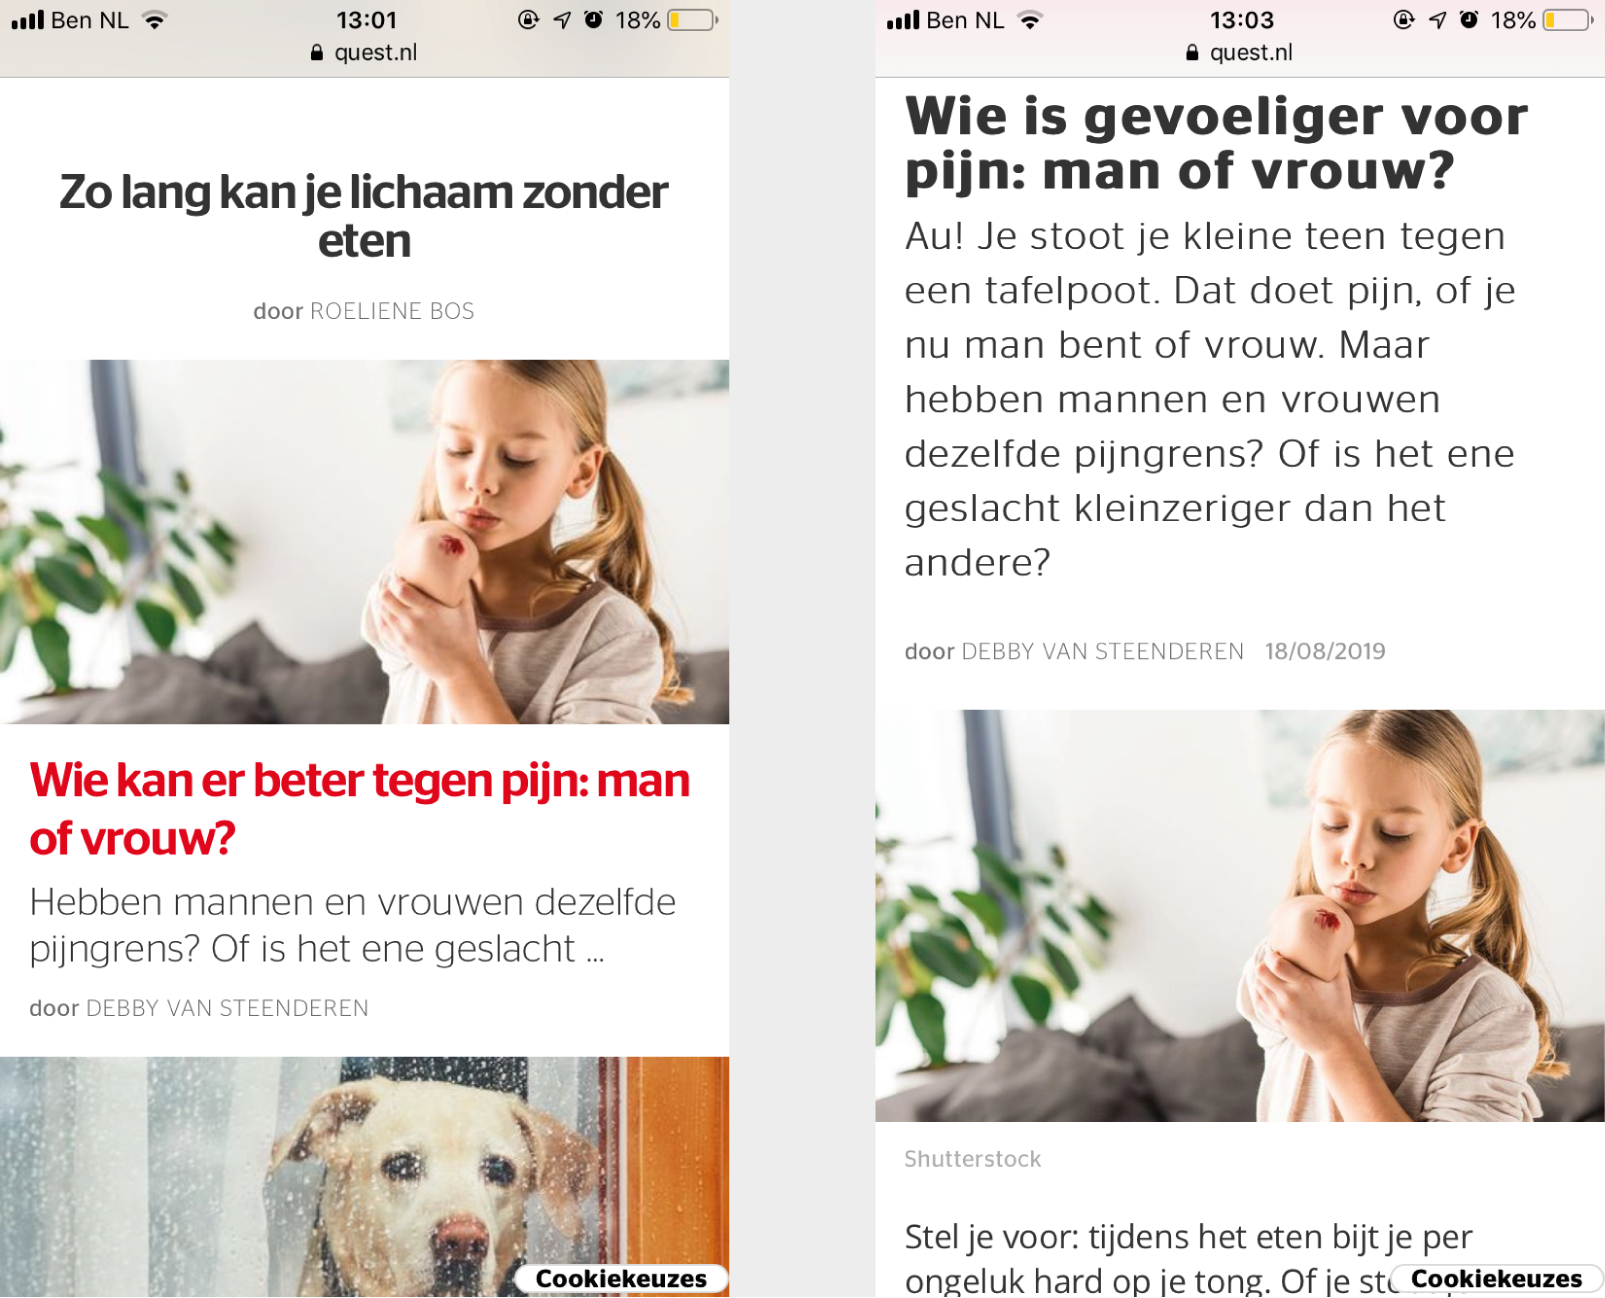 Ben NL
13:01
18%
quest.nl
Zo lang kan je lichaam zonder
eten
door ROELIENE BOS
Wie kan er beter tegen pijn: man
of vrouw?
Hebben mannen en vrouwen dezelfde
pijngrens? Of is het ene geslacht ...
door DEBBY VAN STEENDEREN
Cookiekeuzes
Ben NL
13:03
18%
quest.nl
Wie is gevoeliger voor
pijn: man of vrouw?
Au! Je stoot je kleine teen tegen
een tafelpoot. Dat doet pijn, of je
nu man bent of vrouw. Maar
hebben mannen en vrouwen
dezelfde pijngrens? Of is het ene
geslacht kleinzeriger dan het
andere?
door DEBBY VAN STEENDEREN 18/08/2019
Shutterstock
Stel je voor: tijdens het eten bijt je per
ongeluk hard op je tong. Of je
Cookiekeuzes